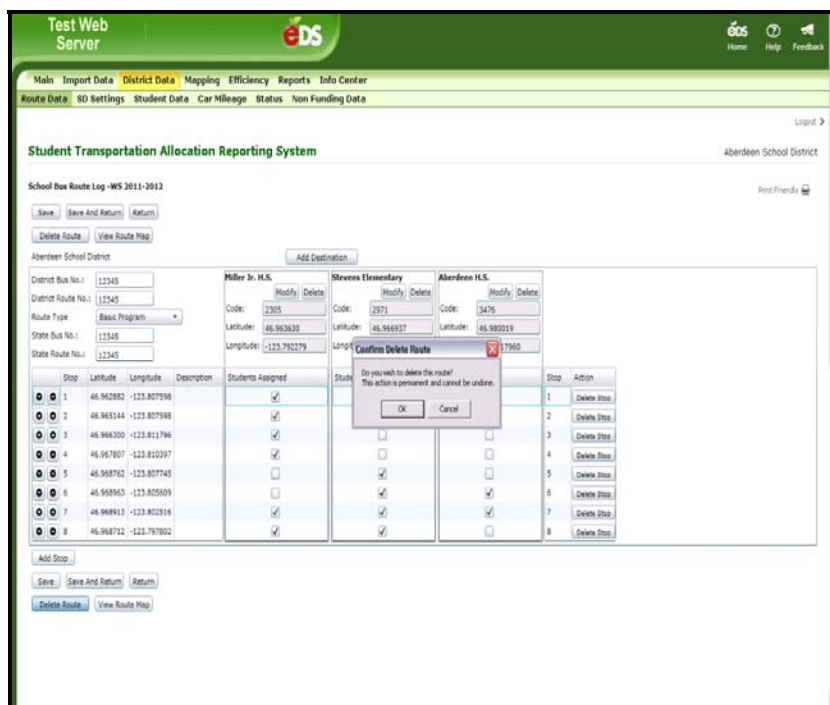 Test Web
Server
éDS
éDS
Home Help Feedback
Main Import Data District Data Mapping Efficiency Reports Info Center
Route Data SD Settings Student Data Car Mileage Status Non Funding Data
Logout
Student Transportation Allocation Reporting System
Aberdeen School District
School Bus Route Log -WS 2011-2012
Print Friendly
Save Save And Return Return
Delete Route View Route Map
Aberdeen School District
Add Destination
District Bus No.: 12345
District Route No.: 12345
Route Type Basic Program
State Bus No.: 12345
State Route No.: 12345
Miller Jr. H.S.
Modify Delete
Code: 2305
Latitude: 46.963630
Longitude: -123.792279
Stevens Elementary
Modify Delete
Code: 2971
Latitude: 46.966937
Longit
Aberdeen H.S.
Modify Delete
Code: 3476
Latitude: 46.980019
17960
Confirm Delete Route
Do you wish to delete this route?
This action is permanent and cannot be undone.
OK Cancel
Stop Latitude Longitude Description Students Assigned Stude Stop Action
1 46.962882 -123.807598 1 Delete Stop
2 46.965144 -123.807598 2 Delete Stop
3 46.966300 -123.811796 3 Delete Stop
4 46.967807 -123.810397 4 Delete Stop
5 46.968762 -123.807745 5 Delete Stop
6 46.968963 -123.805609 6 Delete Stop
7 46.968913 -123.802516 7 Delete Stop
8 46.968712 -123.797802 8 Delete Stop
Add Stop
Save Save And Return Return
Delete Route View Route Map